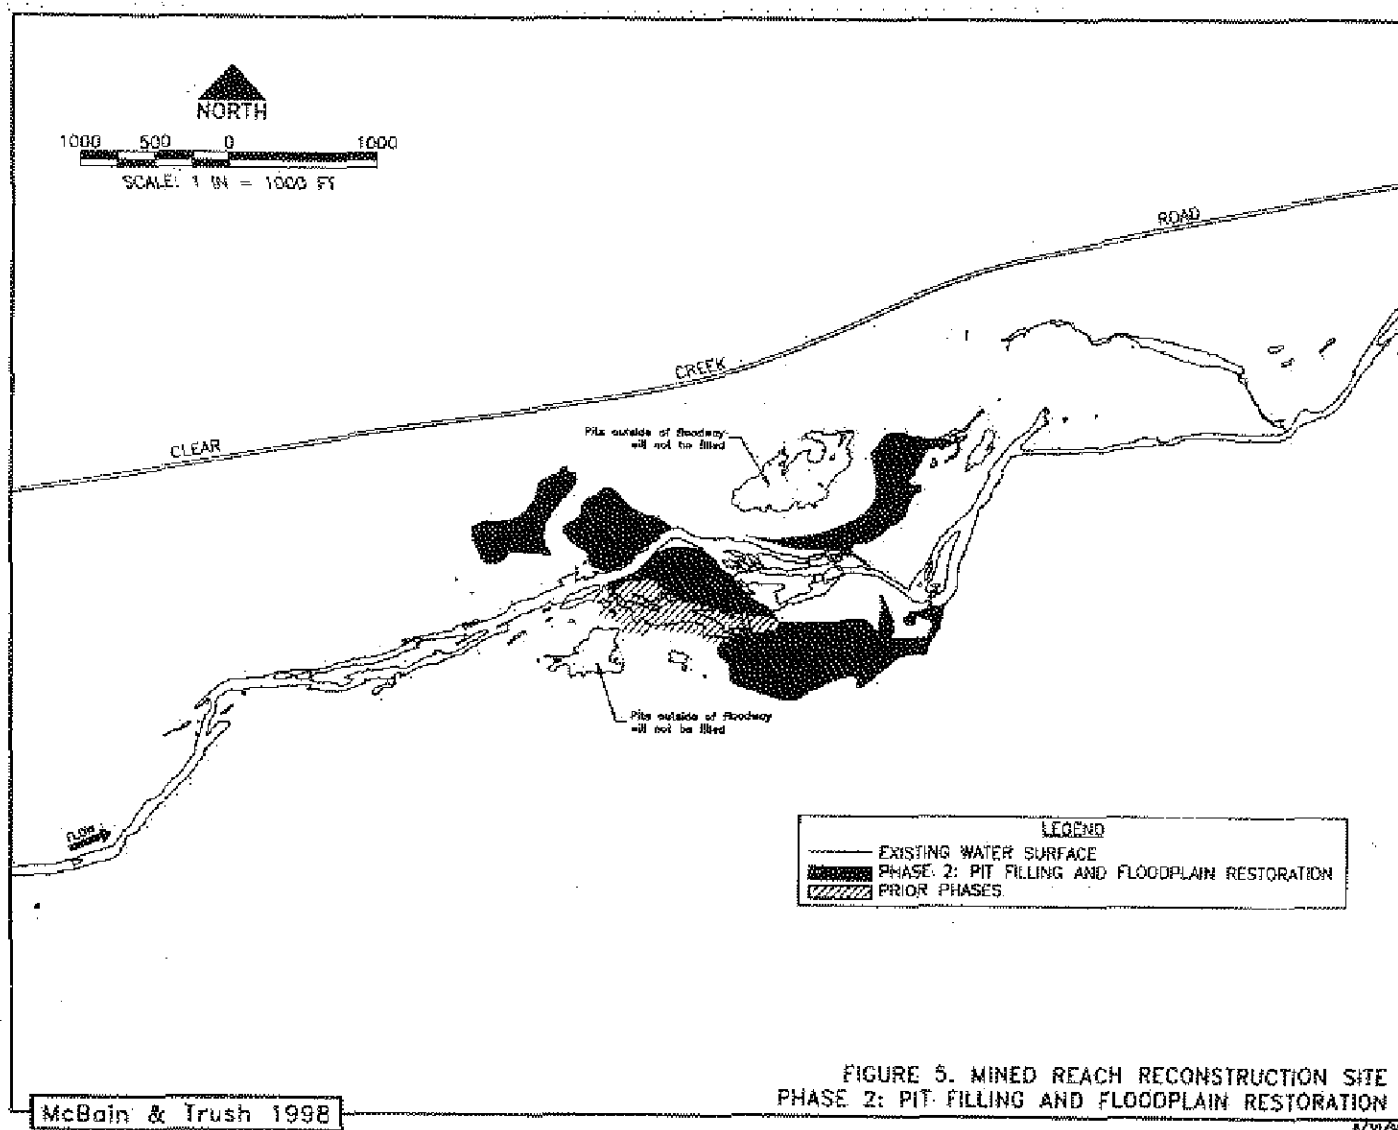 NORTH
1000 500 0 1000
SCALE: 1 IN = 1000 FT
ROAD
CREEK
CLEAR
Pits outside of floodway
will not be filled
Pits outside of floodway
will not be filled
FLOW
LEGEND
EXISTING WATER SURFACE
PHASE 2: PIT FILLING AND FLOODPLAIN RESTORATION
PRIOR PHASES
FIGURE 5. MINED REACH RECONSTRUCTION SITE
PHASE 2: PIT FILLING AND FLOODPLAIN RESTORATION
McBain & Trush 1998